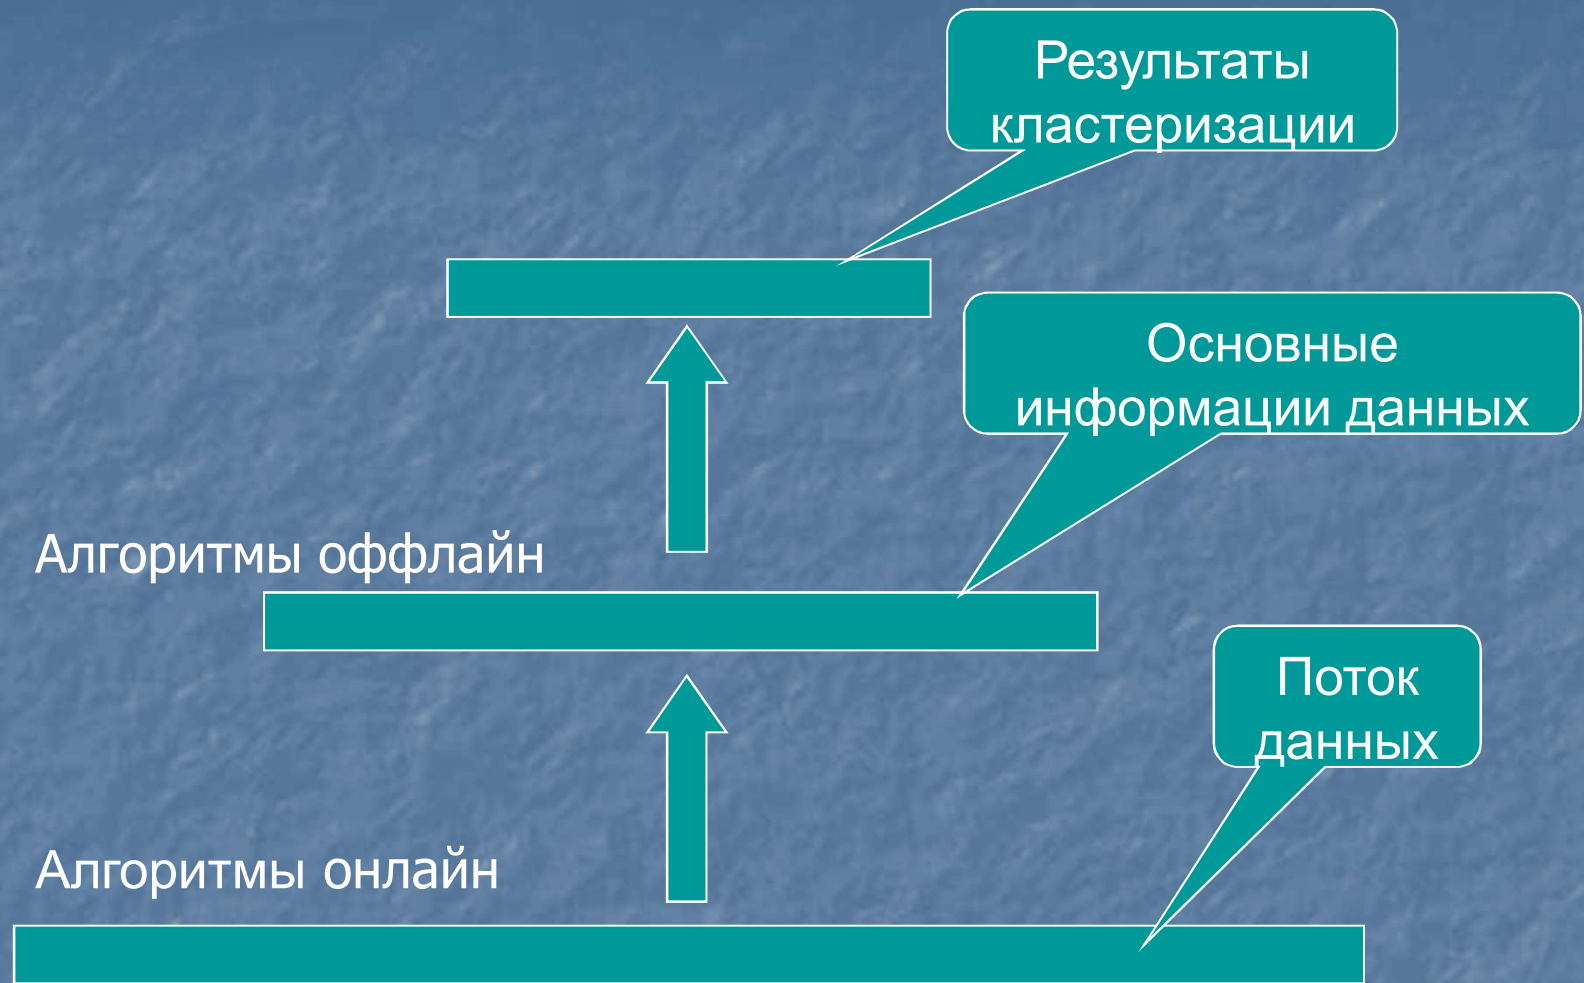 Результаты
кластеризации
Основные
информации данных
Алгоритмы оффлайн
Поток
данных
Алгоритмы онлайн